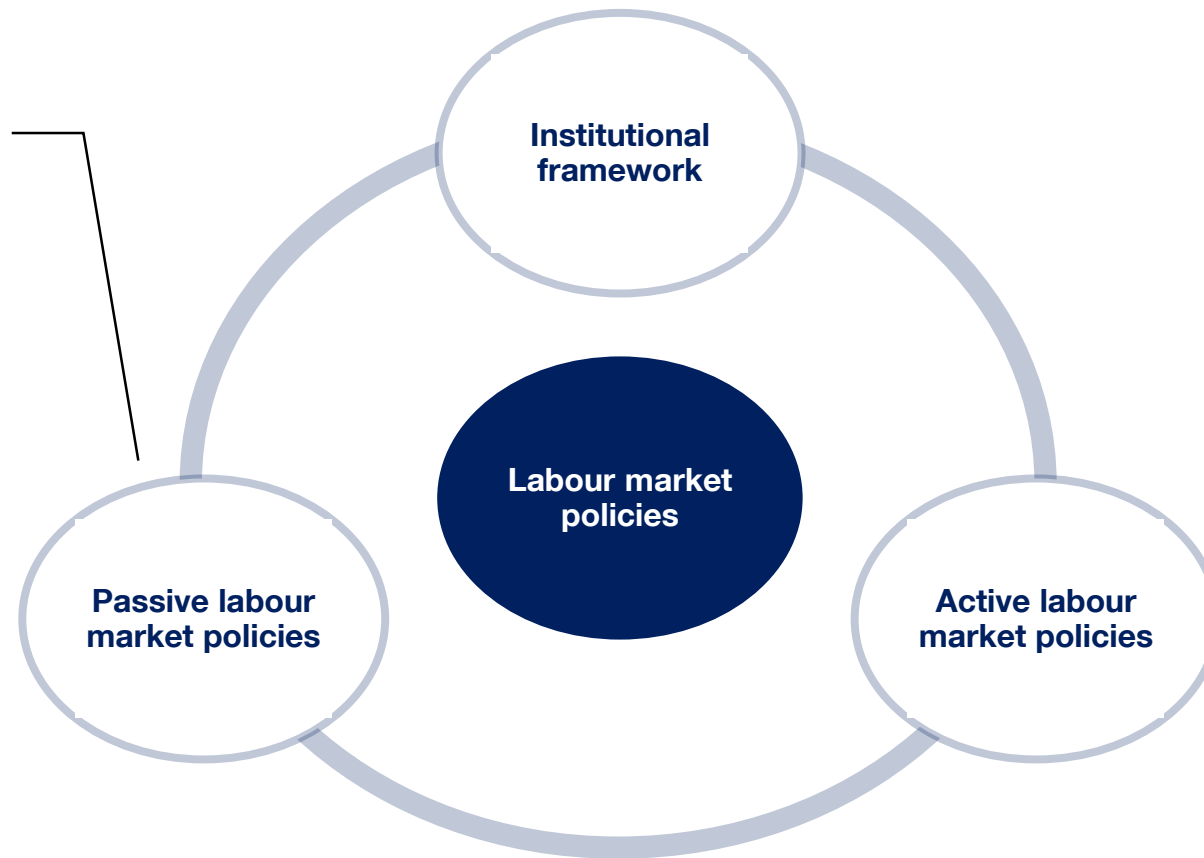 Institutional
framework
Labour market
policies
Passive labour
market policies
Active labour
market policies